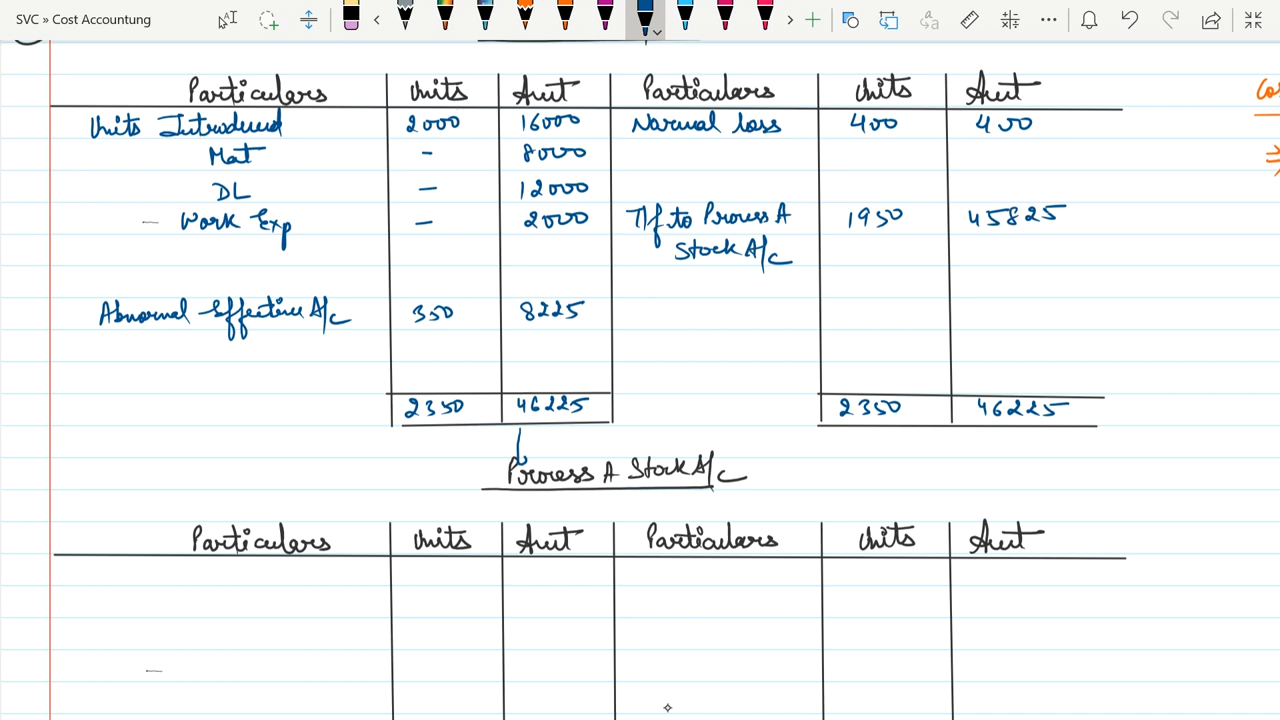 SVC » Cost Accountung
Particulars Units Amt Particulars Units Amt
Units Introduced 2000 16000 Normal loss 400 400
Mat - 8000
DL - 12000
Work Exp - 2000 T/f to Process A 1950 45825
Stock A/c
Abnormal Effective A/c 350 8225
2350 46225 2350 46225
Process A Stock A/c
Particulars Units Amt Particulars Units Amt